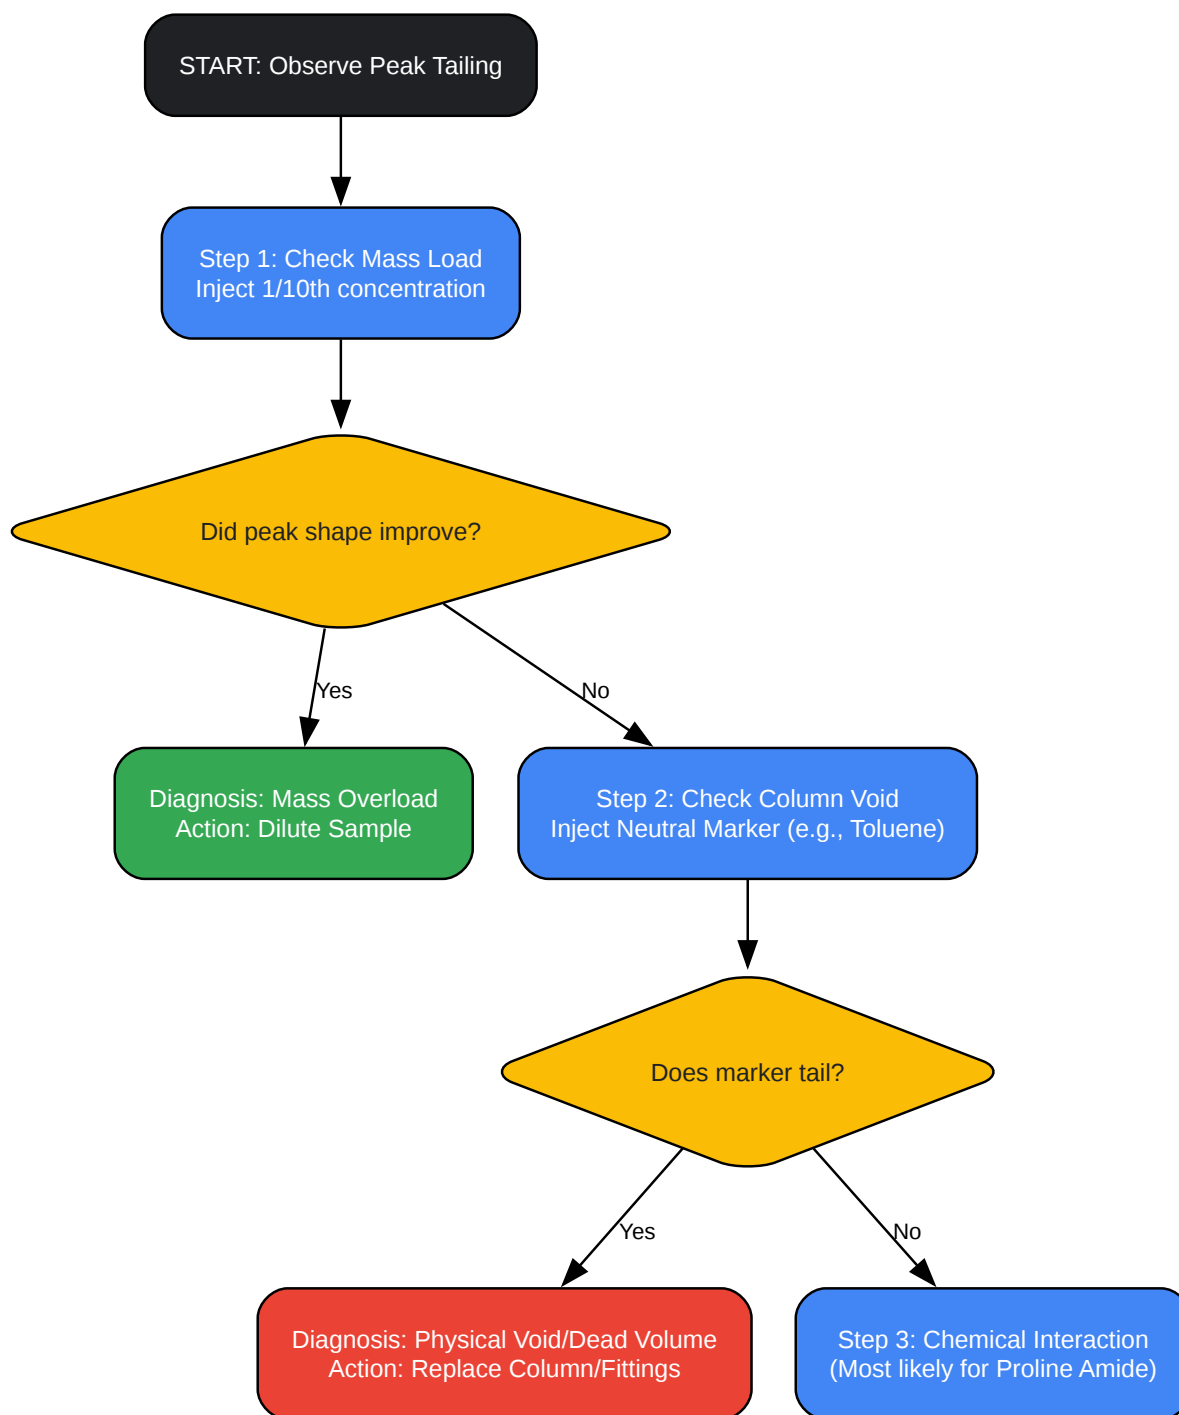 START: Observe Peak Tailing
Step 1: Check Mass Load
Inject 1/10th concentration
Did peak shape improve?
Yes
No
Diagnosis: Mass Overload
Action: Dilute Sample
Step 2: Check Column Void
Inject Neutral Marker (e.g., Toluene)
Does marker tail?
Yes
No
Diagnosis: Physical Void/Dead Volume
Action: Replace Column/Fittings
Step 3: Chemical Interaction
(Most likely for Proline Amide)